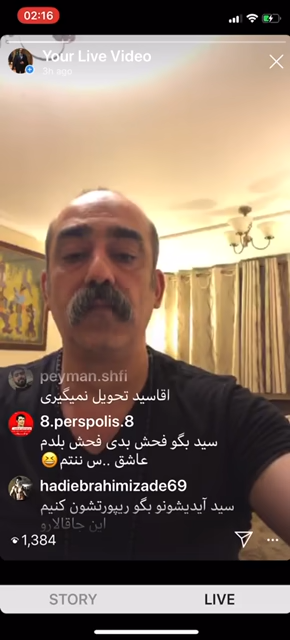 02:16
Your Live Video
3h ago
peyman.shfi
اقاسید تحویل نمیگیری
8.perspolis.8
سید بگو فحش بدی فحش بلدم
عاشق ..س ننتم😆
hadiebrahimizade69
سید آیدیشونو بگو ریپورتشون کنیم
این حاقالارو
1,384
STORY
LIVE